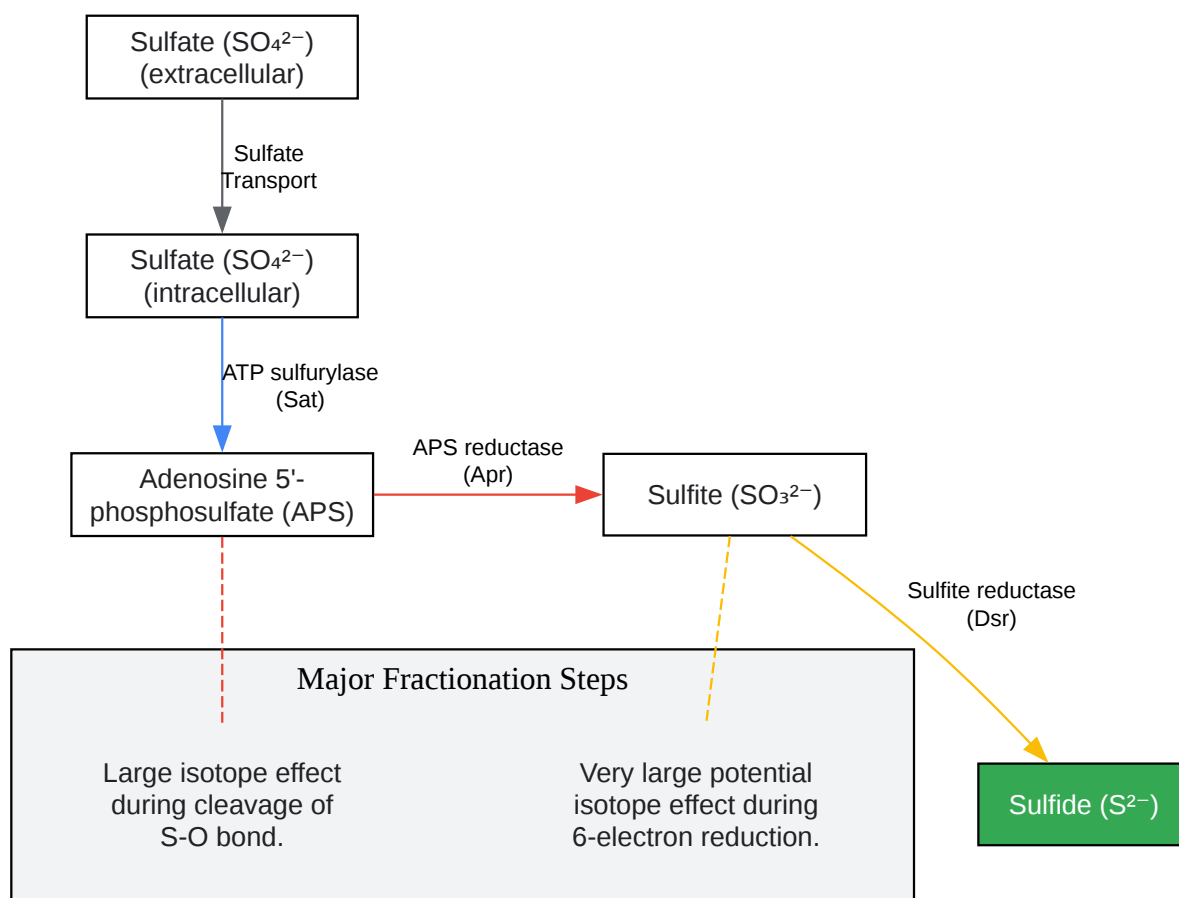 Sulfate (SO₄²⁻)
(extracellular)
Sulfate
Transport
Sulfate (SO₄²⁻)
(intracellular)
ATP sulfurylase
(Sat)
Adenosine 5'-
phosphosulfate (APS)
APS reductase
(Apr)
Sulfite (SO₃²⁻)
Sulfite reductase
(Dsr)
Major Fractionation Steps
Large isotope effect
during cleavage of
S-O bond.
Very large potential
isotope effect during
6-electron reduction.
Sulfide (S²⁻)